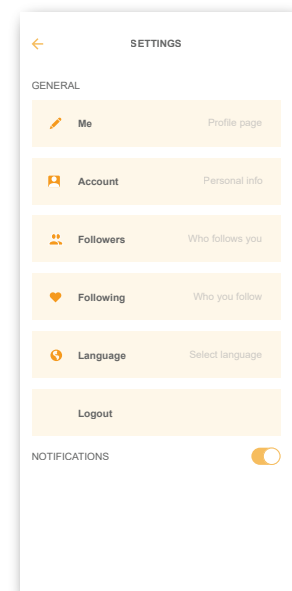 SETTINGS
GENERAL
Me Profile page
Account Personal info
Followers Who follows you
Following Who you follow
Language Select language
Logout
NOTIFICATIONS